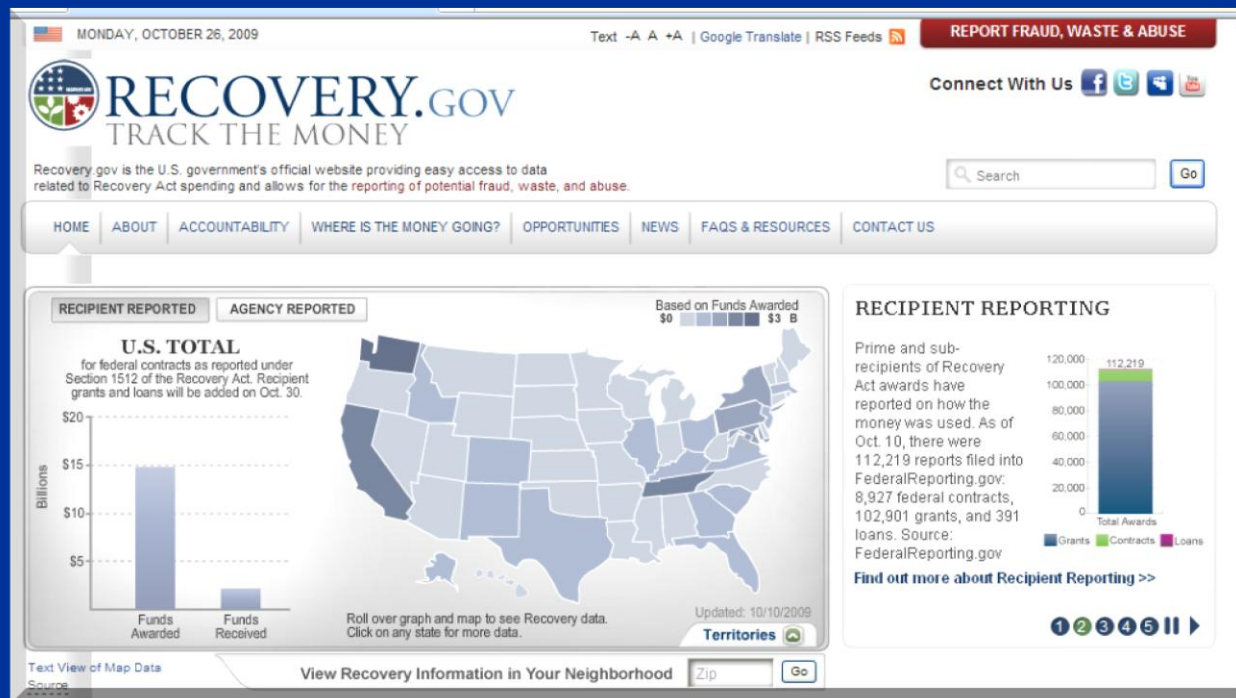 MONDAY, OCTOBER 26, 2009
Text -A A +A | Google Translate | RSS Feeds
REPORT FRAUD, WASTE & ABUSE
RECOVERY.GOV
TRACK THE MONEY
Connect With Us
Recovery.gov is the U.S. government's official website providing easy access to data
related to Recovery Act spending and allows for the reporting of potential fraud, waste, and abuse.
Search
Go
HOME ABOUT ACCOUNTABILITY WHERE IS THE MONEY GOING? OPPORTUNITIES NEWS FAQS & RESOURCES CONTACT US
RECIPIENT REPORTED AGENCY REPORTED
Based on Funds Awarded
$0 $3 B
U.S. TOTAL
for federal contracts as reported under
Section 1512 of the Recovery Act. Recipient
grants and loans will be added on Oct. 30.
$20
$15
$10
$5
Billions
Funds
Awarded
Funds
Received
Roll over graph and map to see Recovery data.
Click on any state for more data.
Updated: 10/10/2009
Territories
RECIPIENT REPORTING
Prime and sub-
recipients of Recovery
Act awards have
reported on how the
money was used. As of
Oct. 10, there were
112,219 reports filed into
FederalReporting.gov:
8,927 federal contracts,
102,901 grants, and 391
loans. Source:
FederalReporting.gov
120,000
112,219
100,000
80,000
60,000
40,000
20,000
0
Total Awards
Grants Contracts Loans
Find out more about Recipient Reporting >>
1 2 3 4 5
Text View of Map Data
Source
View Recovery Information in Your Neighborhood
Zip
Go